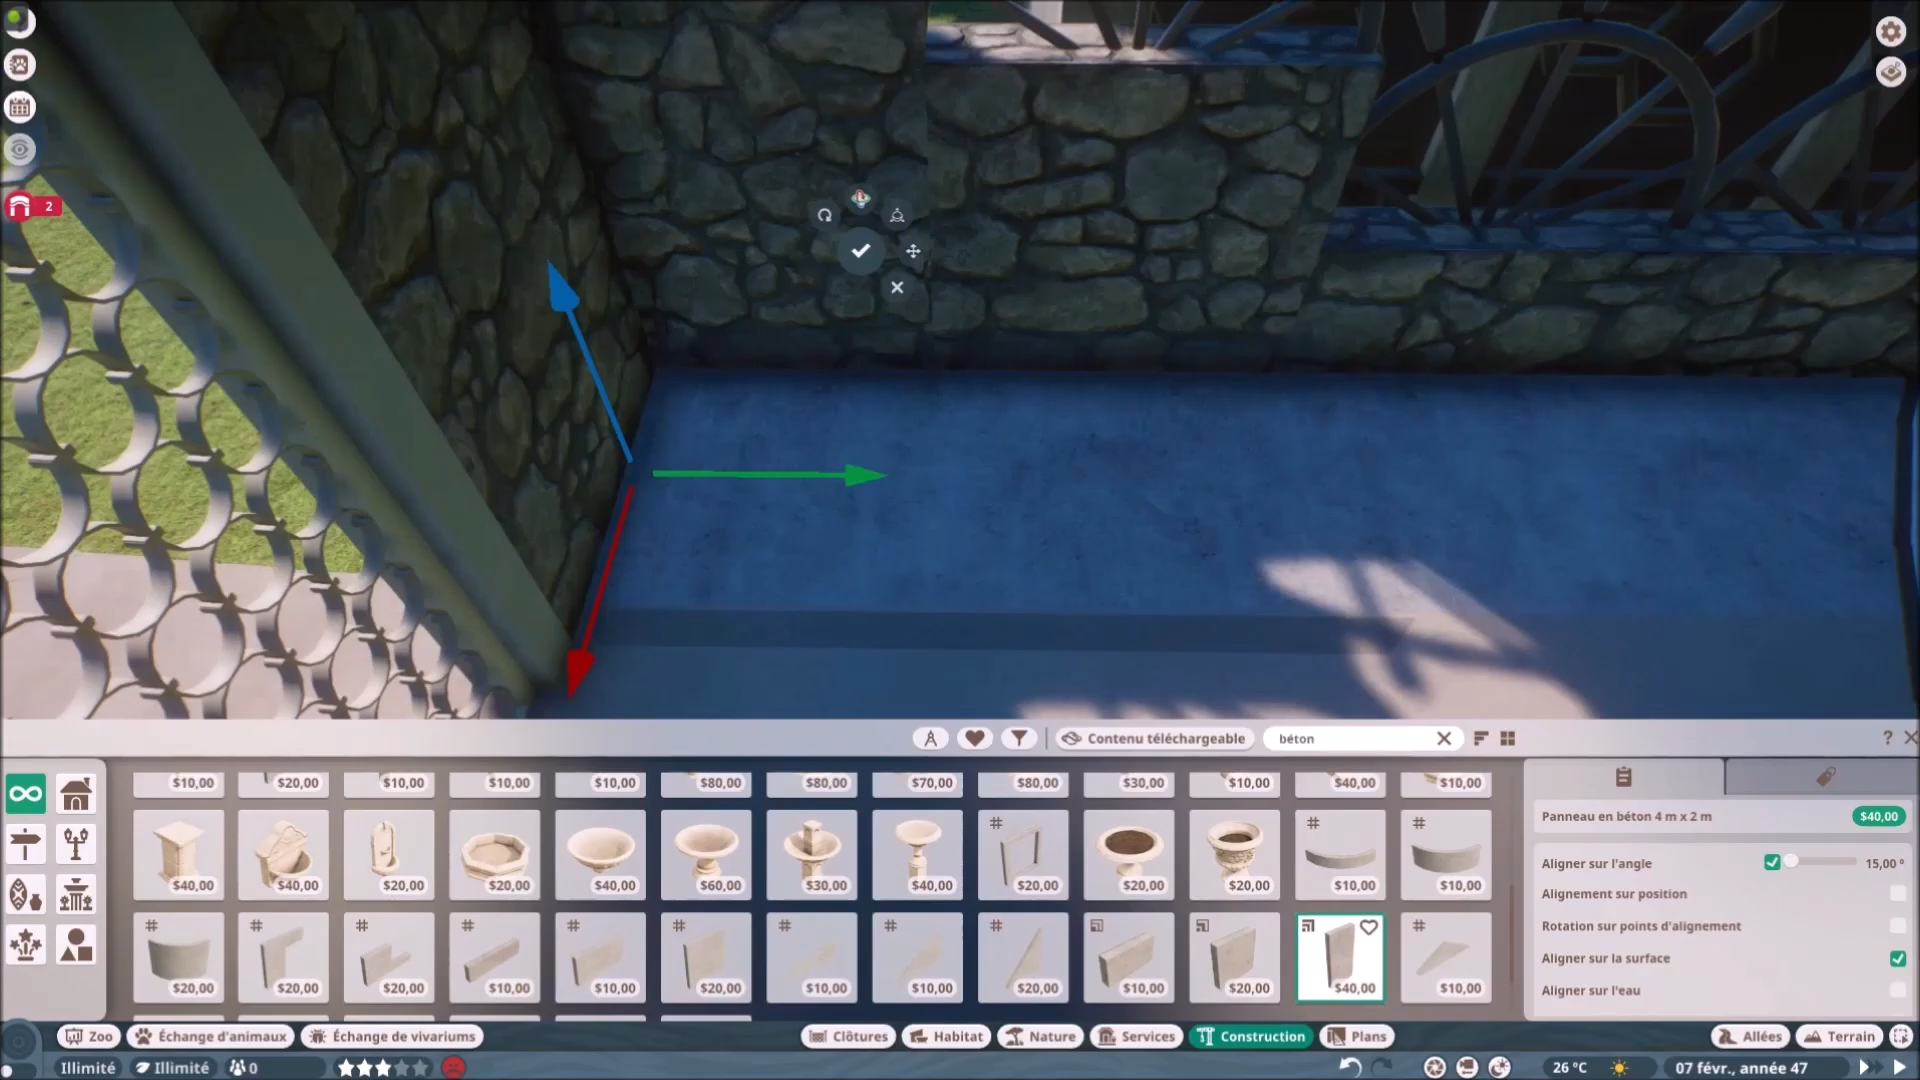 2
Contenu téléchargeable
béton
?
$10,00 $20,00 $10,00 $10,00 $10,00 $80,00 $80,00 $70,00 $80,00 $30,00 $10,00 $40,00 $10,00
$40,00 $40,00 $20,00 $20,00 $40,00 $60,00 $30,00 $40,00 $20,00 $20,00 $20,00 $10,00 $10,00
$20,00 $20,00 $20,00 $10,00 $10,00 $20,00 $10,00 $10,00 $20,00 $10,00 $20,00 $40,00 $10,00
Panneau en béton 4 m x 2 m $40,00
Aligner sur l'angle 15,00 °
Alignement sur position
Rotation sur points d'alignement
Aligner sur la surface
Aligner sur l'eau
Zoo Échange d'animaux Échange de vivariums Clôtures Habitat Nature Services Construction Plans Allées Terrain
Illimité Illimité 0 26 °C 07 févr., année 47